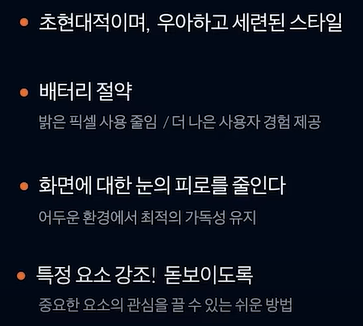 초현대적이며, 우아하고 세련된 스타일
배터리 절약
밝은 픽셀 사용 줄임 / 더 나은 사용자 경험 제공
화면에 대한 눈의 피로를 줄인다
어두운 환경에서 최적의 가독성 유지
특정 요소 강조! 돋보이도록
중요한 요소의 관심을 끌 수 있는 쉬운 방법